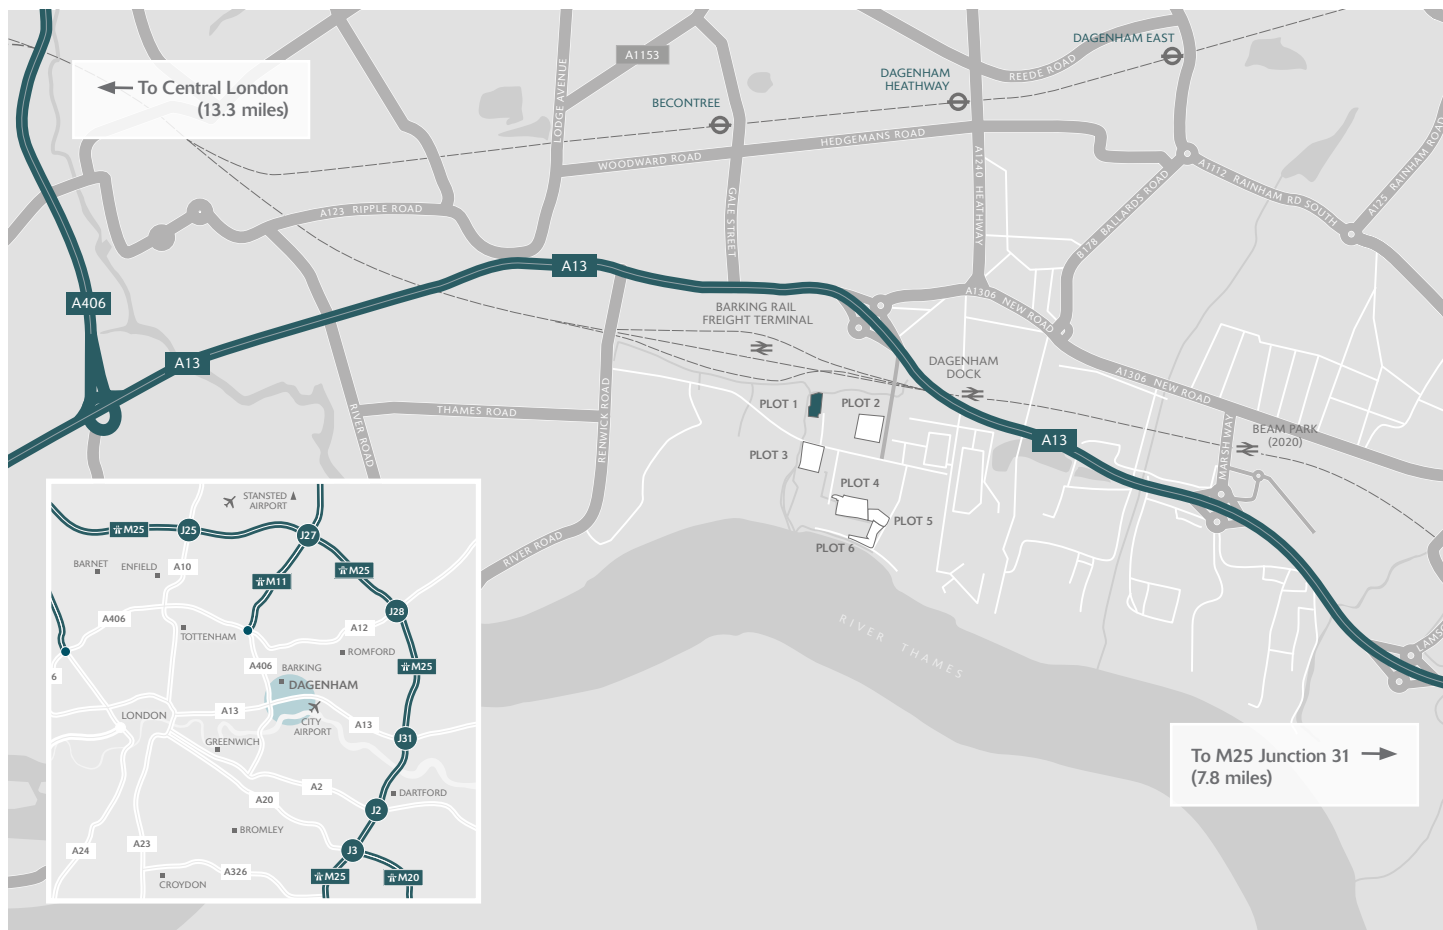 DAGENHAM EAST
REEDE ROAD
A1153
DAGENHAM
HEATHWAY
To Central London
(13.3 miles)
BECONTREE
LODGE AVENUE
HEDGEMANS ROAD
WOODWARD ROAD
A1240 HEATHWAY
A1112 RAINHAM RD SOUTH
A125 RAINHAM ROAD
B178 BALLARDS ROAD
GALE STREET
A123 RIPPLE ROAD
A13
A406
A1306 NEW ROAD
BARKING RAIL
FREIGHT TERMINAL
A13
DAGENHAM
DOCK
A1306 NEW ROAD
PLOT 1
PLOT 2
THAMES ROAD
RIVER ROAD
RENWICK ROAD
A13
MARSH WAY
BEAM PARK
(2020)
PLOT 3
PLOT 4
PLOT 5
PLOT 6
RIVER ROAD
RIVER THAMES
To M25 Junction 31
(7.8 miles)
STANSTED
AIRPORT
M25
J25
J27
BARNET
ENFIELD
A10
M11
M25
A406
J28
TOTTENHAM
A12
ROMFORD
A406
BARKING
M25
6
DAGENHAM
LONDON
A13
CITY
AIRPORT
A13
J31
GREENWICH
A2
DARTFORD
A20
J2
BROMLEY
A24
A23
J3
A326
CROYDON
M25
M20